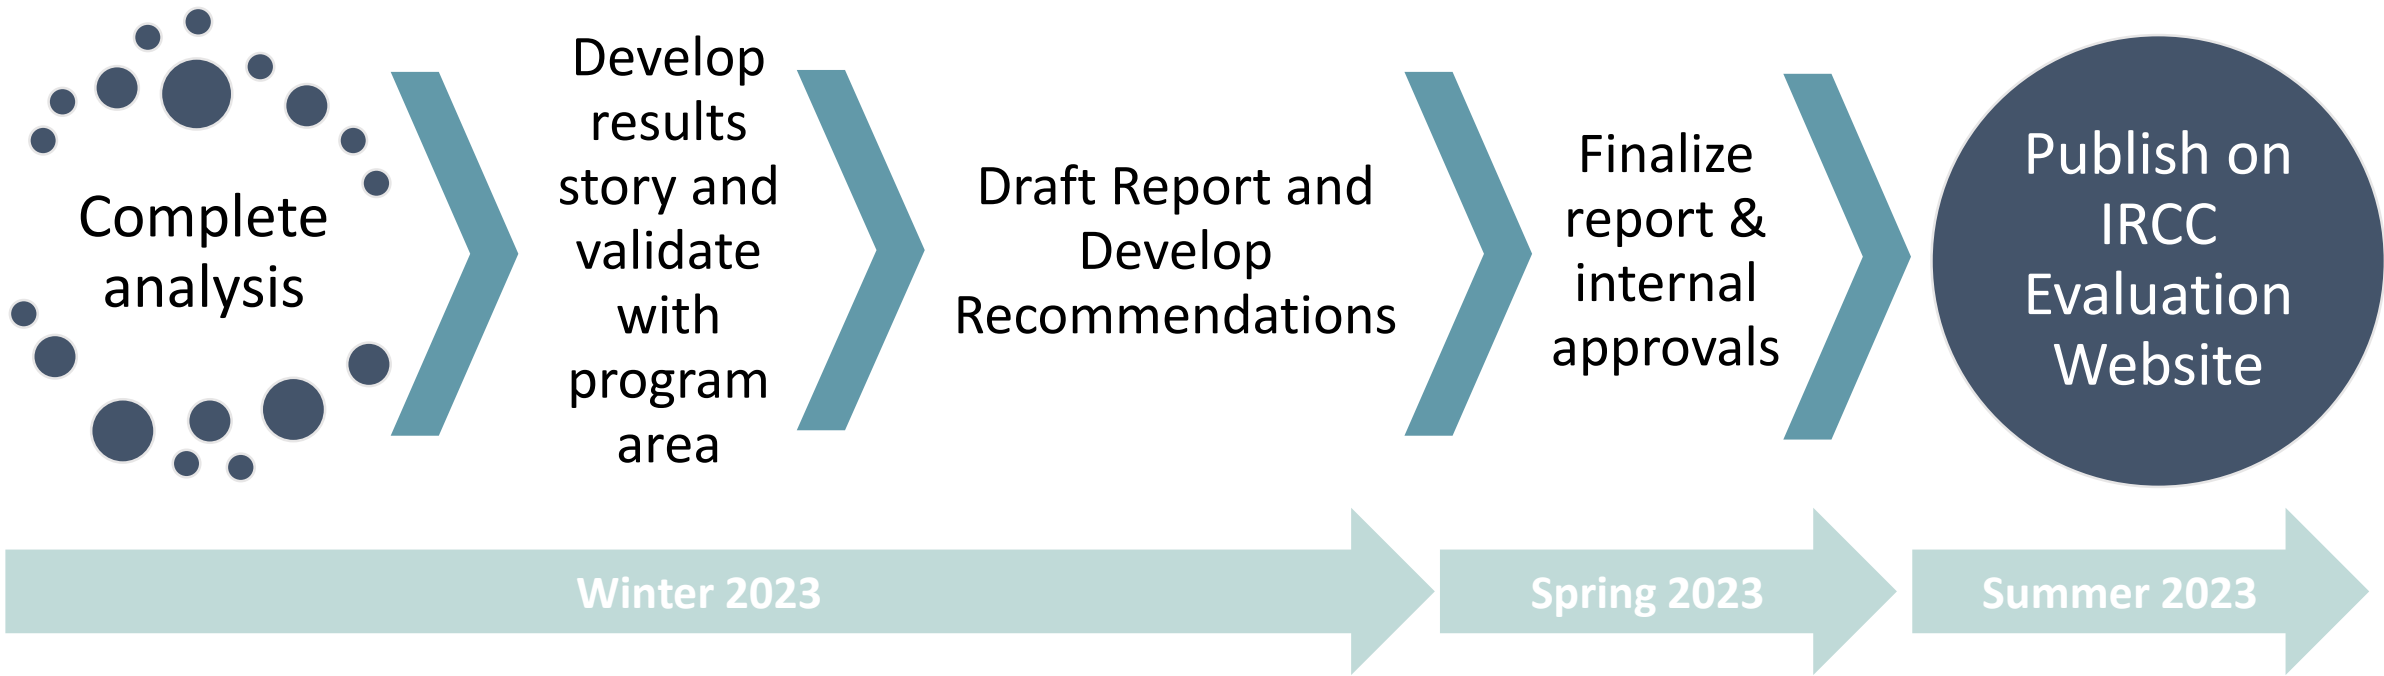 Complete
analysis
Develop
results
story and
validate
with
program
area
Draft Report and
Develop
Recommendations
Finalize
report &
internal
approvals
Publish on
IRCC
Evaluation
Website
Winter 2023
Spring 2023
Summer 2023